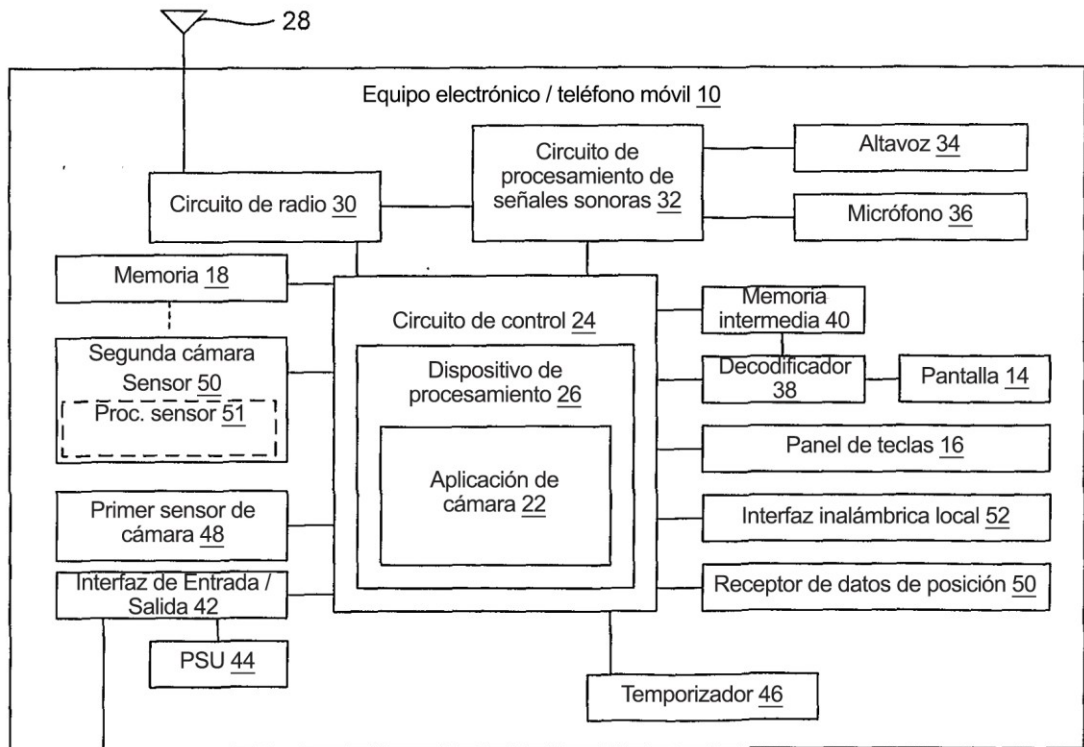 28
Equipo electrónico / teléfono móvil 10
Circuito de
procesamiento de
señales sonoras 32
Altavoz 34
Micrófono 36
Circuito de radio 30
Memoria 18
Segunda cámara
Sensor 50
Proc. sensor 51
Primer sensor de
cámara 48
Interfaz de Entrada /
Salida 42
PSU 44
Circuito de control 24
Dispositivo de
procesamiento 26
Aplicación de
cámara 22
Memoria
intermedia 40
Decodificador
38
Pantalla 14
Panel de teclas 16
Interfaz inalámbrica local 52
Receptor de datos de posición 50
Temporizador 46